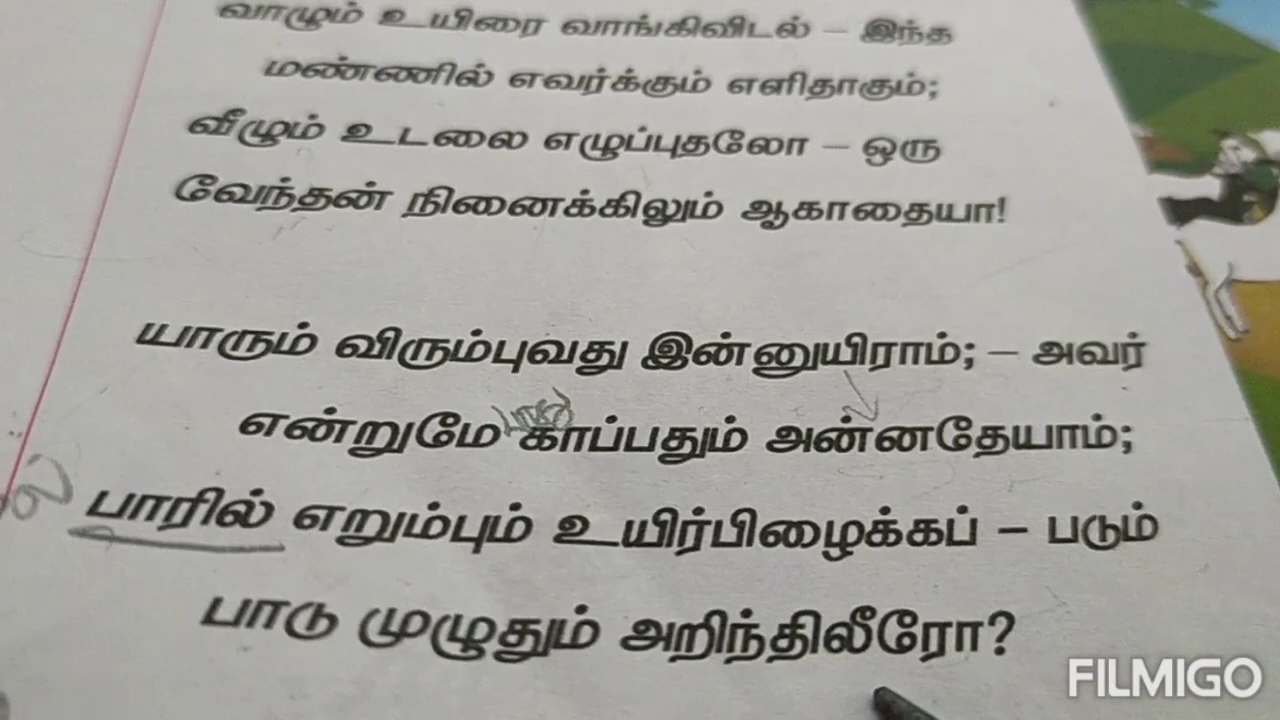 வாழும் உயிரை வாங்கிவிடல் – இந்த
மண்ணில் எவர்க்கும் எளிதாகும்;
வீழும் உடலை எழுப்புதலோ – ஒரு
வேந்தன் நினைக்கிலும் ஆகாதையா!
யாரும் விரும்புவது இன்னுயிராம்; – அவர்
என்றுமே காப்பதும் அன்னதேயாம்;
பாரில் எறும்பும் உயிர்பிழைக்கப் – படும்
பாடு முழுதும் அறிந்திலீரோ?
FILMIGO